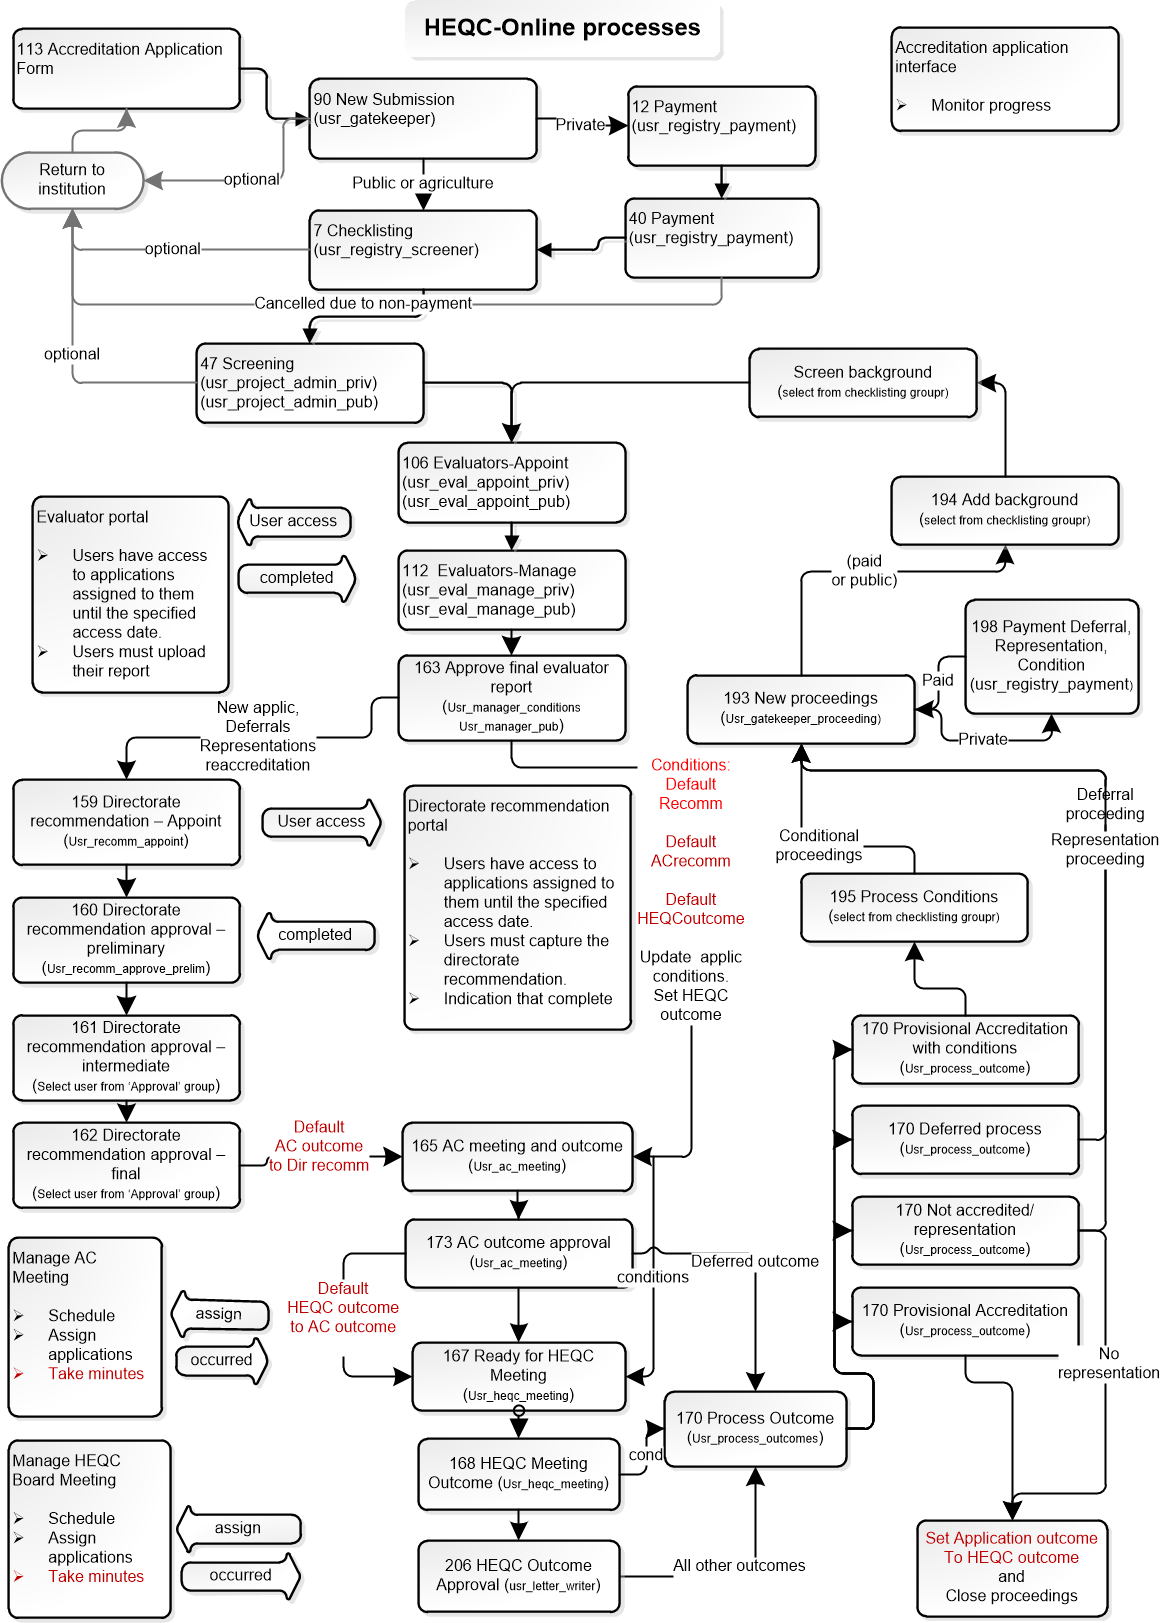 HEQC-Online processes
113 Accreditation Application
Form
Accreditation application
interface
➢ Monitor progress
90 New Submission
(usr_gatekeeper)
Private
12 Payment
(usr_registry_payment)
Return to
institution
optional
Public or agriculture
7 Checklisting
(usr_registry_screener)
40 Payment
(usr_registry_payment)
optional
Cancelled due to non-payment
optional
47 Screening
(usr_project_admin_priv)
(usr_project_admin_pub)
Screen background
(select from checklisting groupr)
106 Evaluators-Appoint
(usr_eval_appoint_priv)
(usr_eval_appoint_pub)
194 Add background
(select from checklisting groupr)
Evaluator portal
➢ Users have access
to applications
assigned to them
until the specified
access date.
➢ Users must upload
their report
User access
completed
112 Evaluators-Manage
(usr_eval_manage_priv)
(usr_eval_manage_pub)
(paid
or public)
198 Payment Deferral,
Representation,
Condition
(usr_registry_payment)
163 Approve final evaluator
report
(Usr_manager_conditions
Usr_manager_pub)
193 New proceedings
(Usr_gatekeeper_proceeding)
Paid
Private
New applic,
Deferrals
Representations
reaccreditation
Conditions:
Default
Recomm
Default
ACrecomm
Default
HEQCoutcome
Update applic
conditions.
Set HEQC
outcome
159 Directorate
recommendation – Appoint
(Usr_recomm_appoint)
User access
Directorate recommendation
portal
➢ Users have access to
applications assigned to
them until the specified
access date.
➢ Users must capture the
directorate
recommendation.
➢ Indication that complete
Deferral
proceeding
Representation
proceeding
Conditional
proceedings
160 Directorate
recommendation approval –
preliminary
(Usr_recomm_approve_prelim)
completed
195 Process Conditions
(select from checklisting groupr)
161 Directorate
recommendation approval –
intermediate
(Select user from ‘Approval’ group)
170 Provisional Accreditation
with conditions
(Usr_process_outcome)
162 Directorate
recommendation approval –
final
(Select user from ‘Approval’ group)
Default
AC outcome
to Dir recomm
165 AC meeting and outcome
(Usr_ac_meeting)
170 Deferred process
(Usr_process_outcome)
170 Not accredited/
representation
(Usr_process_outcome)
173 AC outcome approval
(Usr_ac_meeting)
conditions
Deferred outcome
Manage AC
Meeting
➢ Schedule
➢ Assign
applications
➢ Take minutes
assign
occurred
Default
HEQC outcome
to AC outcome
170 Provisional Accreditation
(Usr_process_outcome)
No
representation
167 Ready for HEQC
Meeting
(Usr_heqc_meeting)
170 Process Outcome
(Usr_process_outcomes)
168 HEQC Meeting
Outcome (Usr_heqc_meeting)
cond
Manage HEQC
Board Meeting
➢ Schedule
➢ Assign
applications
➢ Take minutes
assign
occurred
206 HEQC Outcome
Approval (usr_letter_writer)
All other outcomes
Set Application outcome
To HEQC outcome
and
Close proceedings